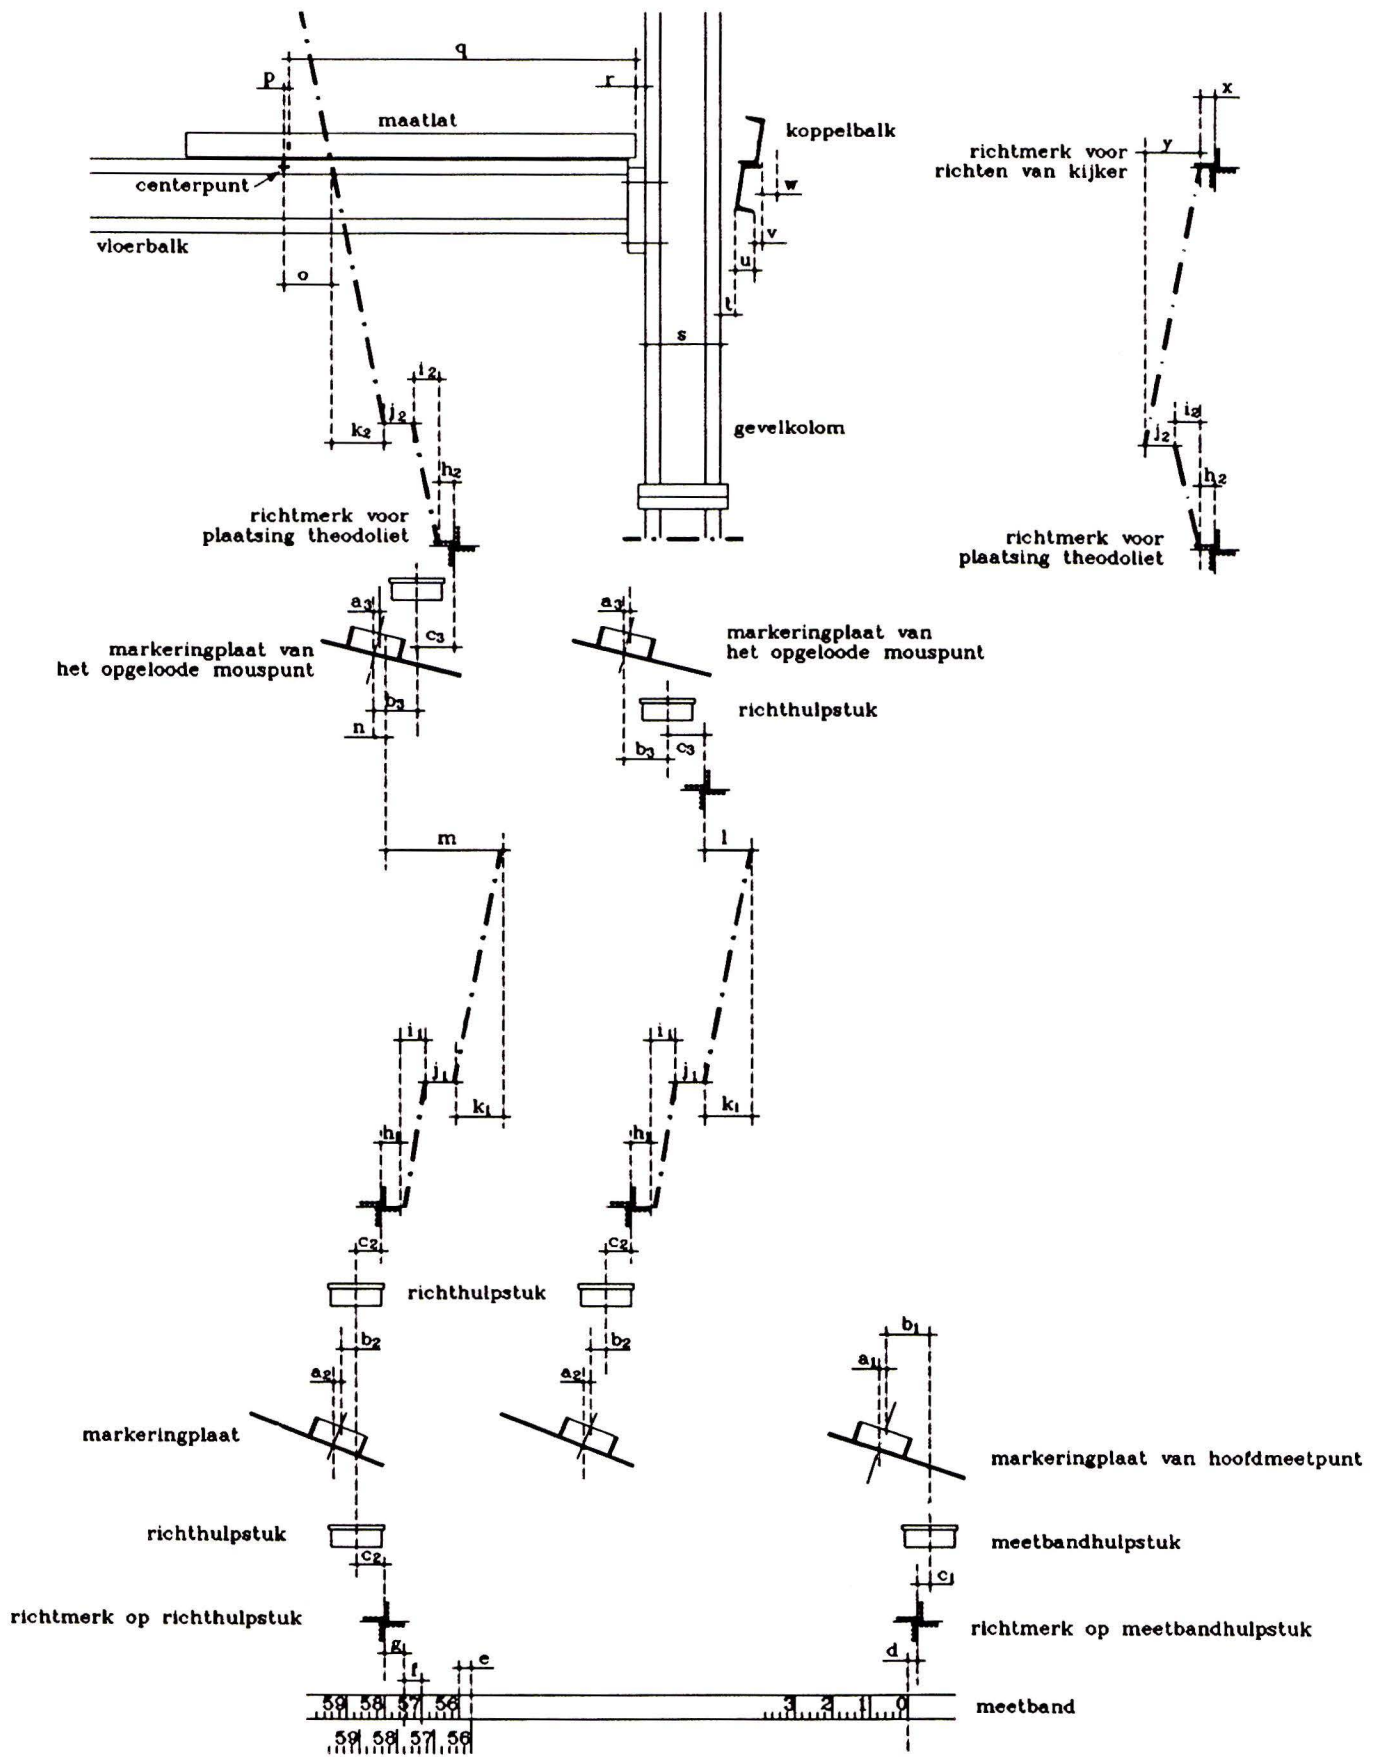 q
p
r
x
maatlat
koppelbalk
y
richtmerk voor
richten van kijker
centerpunt
w
vloerbalk
v
u
o
t
s
i2
j2
k2
gevelkolom
i2
j2
h2
h2
richtmerk voor
plaatsing theodoliet
richtmerk voor
plaatsing theodoliet
a3
a3
c3
markeringplaat van
het opgeloode mouspunt
markeringplaat van
het opgeloode mouspunt
b3
richthulpstuk
n
b3
c3
m
l
i1
i1
j1
j1
k1
k1
h1
h1
c2
c2
richthulpstuk
b2
b2
b1
a2
a2
a1
markeringplaat
markeringplaat van hoofdmeetpunt
richthulpstuk
meetbandhulpstuk
c2
c1
richtmerk op richthulpstuk
richtmerk op meetbandhulpstuk
g
d
f
e
59 58 57 56
3 2 1 0
meetband
59 58 57 56